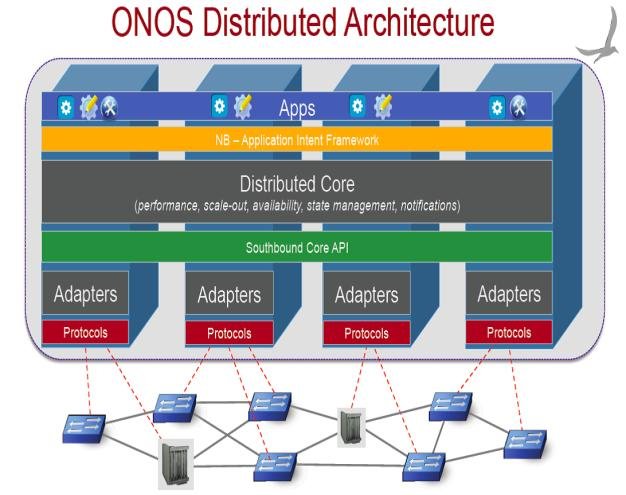 ONOS Distributed Architecture
Apps
NB – Application Intent Framework
Distributed Core
(performance, scale-out, availability, state management, notifications)
Southbound Core API
Adapters Adapters Adapters Adapters
Protocols Protocols Protocols Protocols